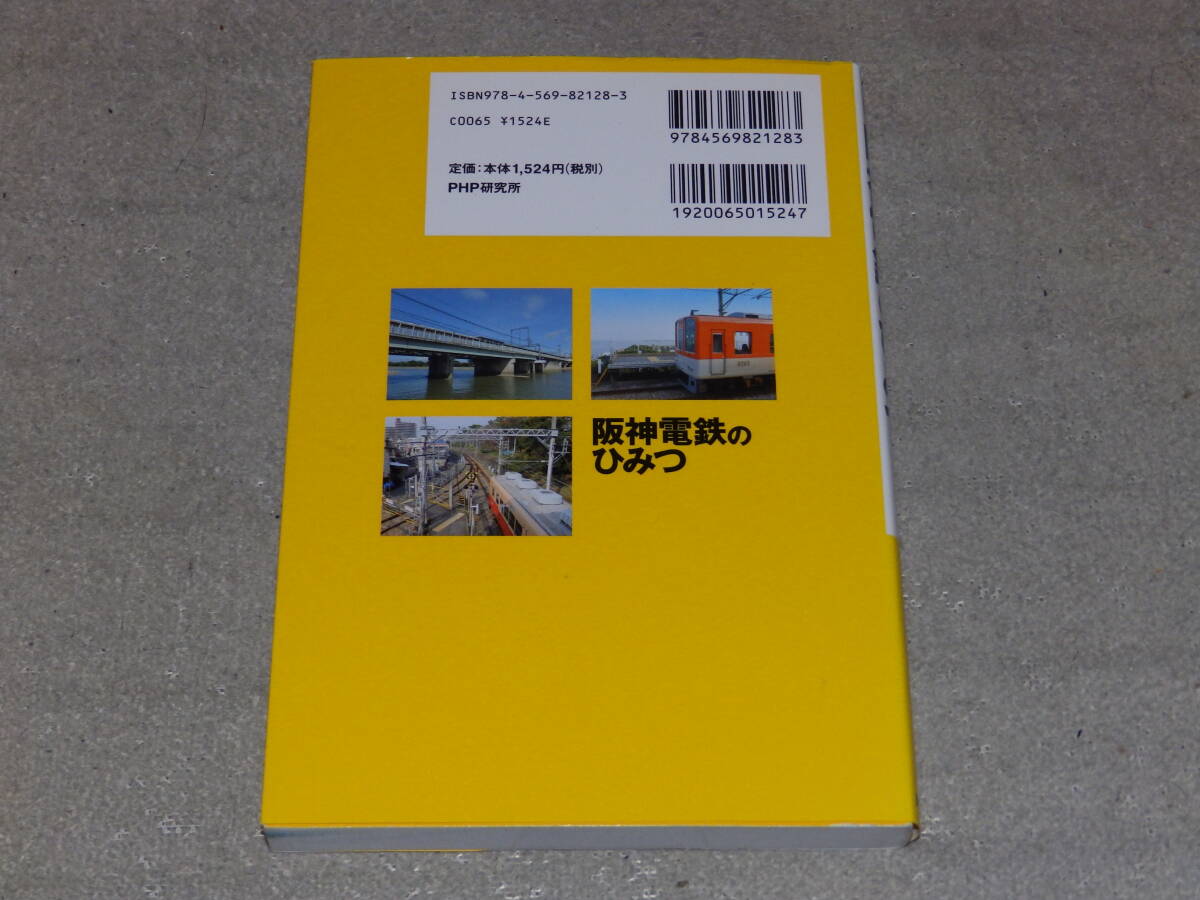 ISBN978-4-569-82128-3
C0065 ¥1524E
定価：本体1,524円（税別）
PHP研究所
9784569821283
1920065015247
阪神電鉄の
ひみつ